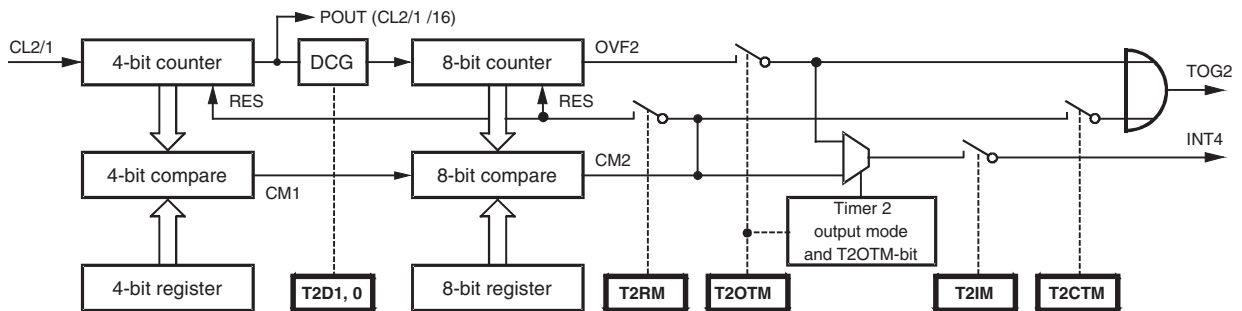 POUT (CL2/1 /16)
CL2/1
4-bit counter
DCG
8-bit counter
OVF2
TOG2
RES
RES
4-bit compare
CM1
8-bit compare
CM2
INT4
Timer 2
output mode
and T2OTM-bit
4-bit register
T2D1, 0
8-bit register
T2RM
T2OTM
T2IM
T2CTM